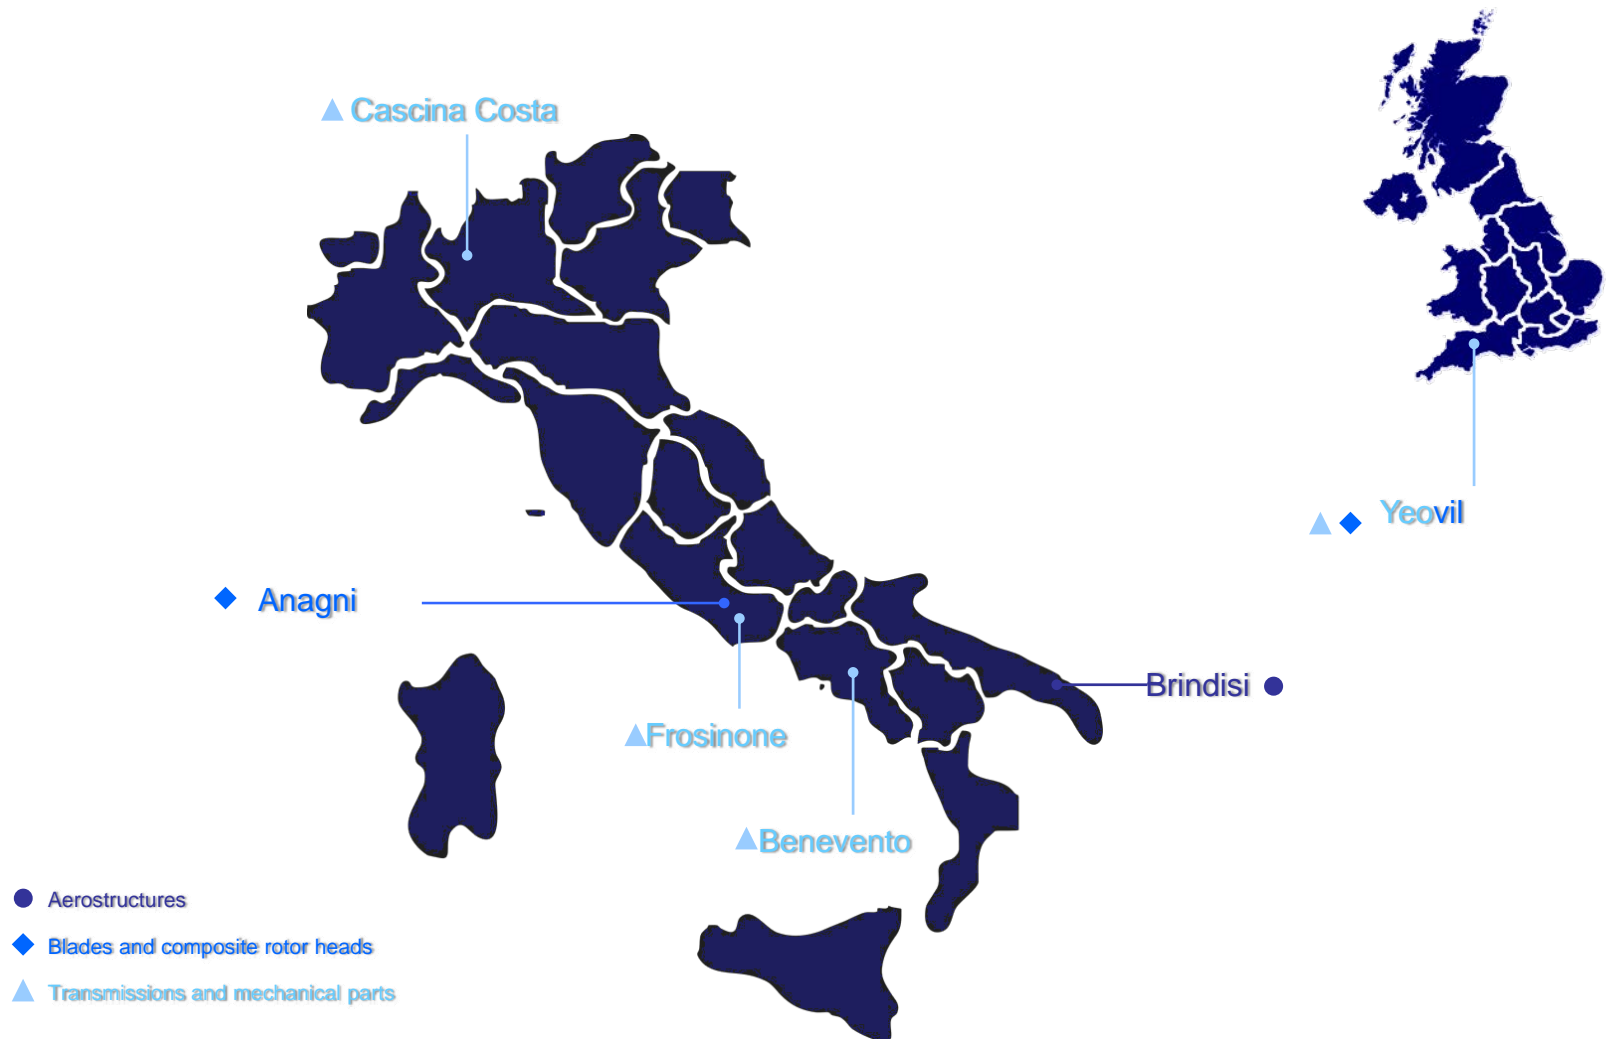 Cascina Costa
Yeovil
Anagni
Brindisi
Frosinone
Benevento
Aerostructures
Blades and composite rotor heads
Transmissions and mechanical parts